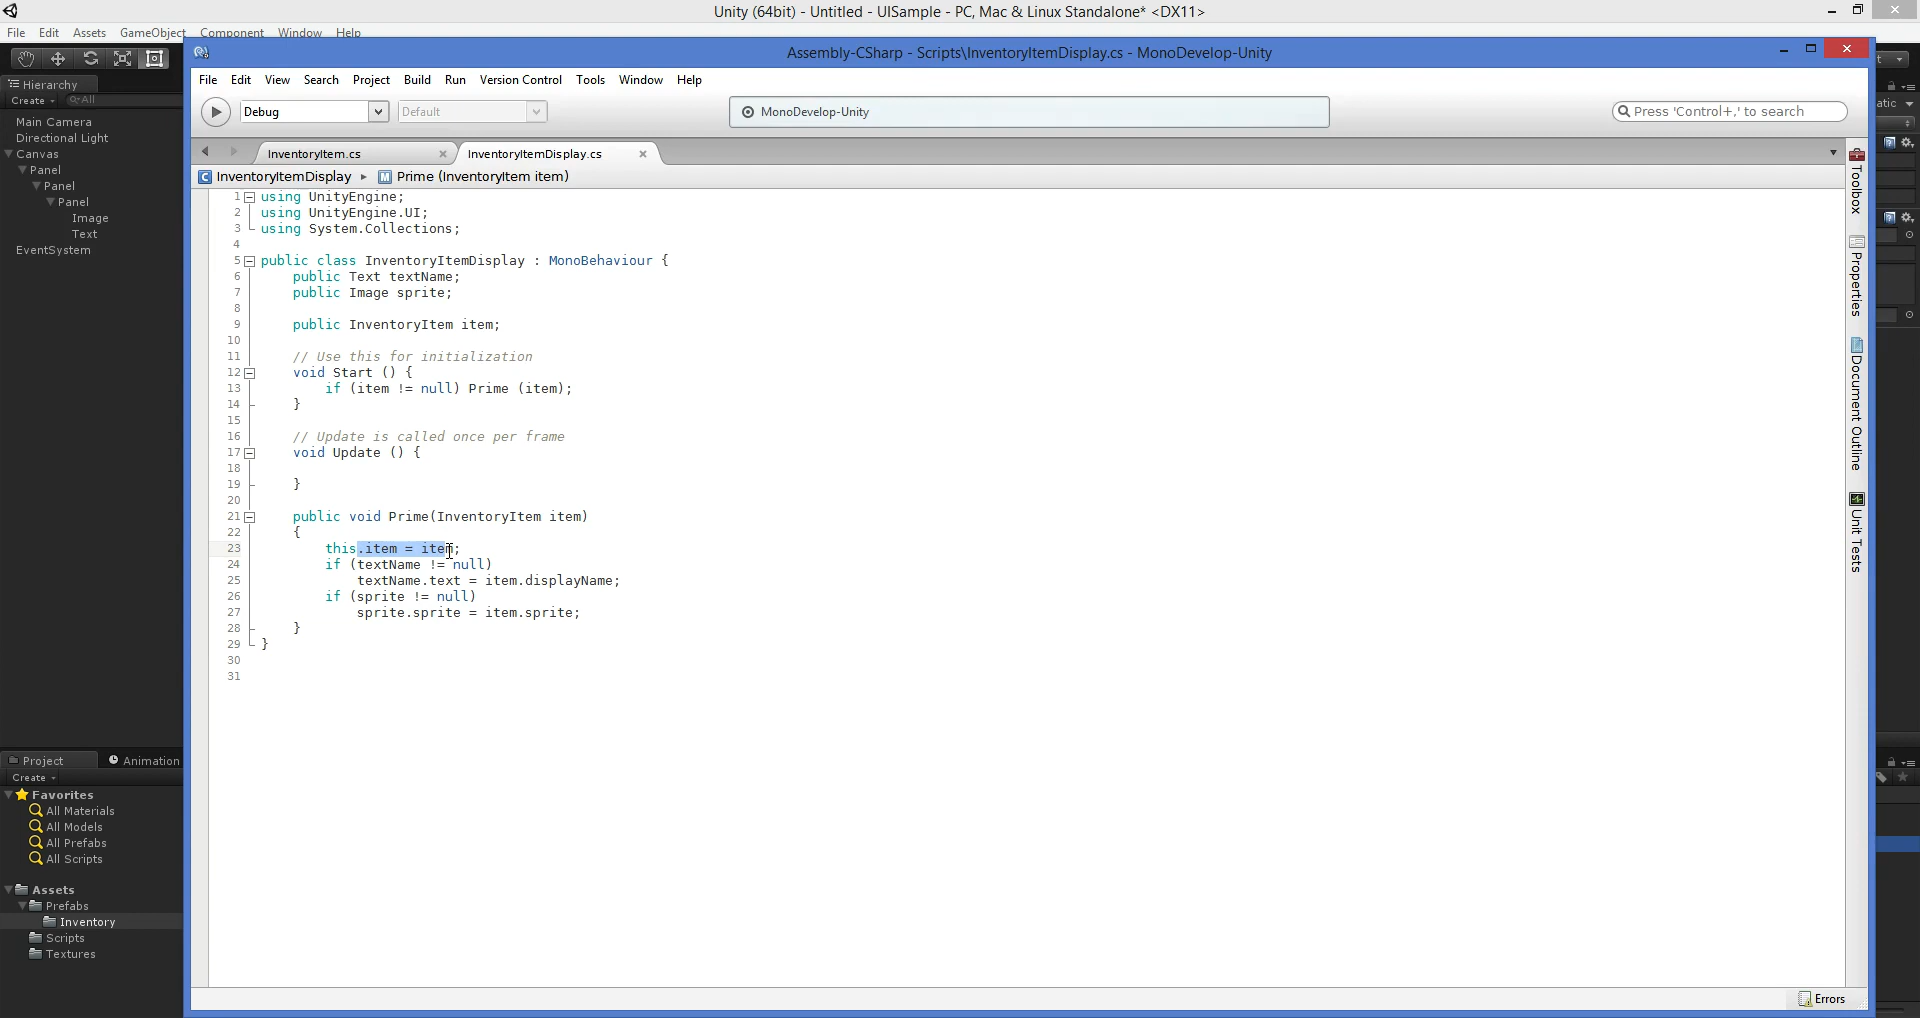 Unity (64bit) - Untitled - UISample - PC, Mac & Linux Standalone* <DX11>
File Edit Assets GameObject Component Window Help
Assembly-CSharp - Scripts\InventoryItemDisplay.cs - MonoDevelop-Unity
File Edit View Search Project Build Run Version Control Tools Window Help
Debug
Default
MonoDevelop-Unity
Press 'Control+,' to search
InventoryItem.cs
InventoryItemDisplay.cs
InventoryItemDisplay ▸ Prime (InventoryItem item)
1 using UnityEngine;
2 using UnityEngine.UI;
3 using System.Collections;
4
5 public class InventoryItemDisplay : MonoBehaviour {
6 public Text textName;
7 public Image sprite;
8
9 public InventoryItem item;
10
11 // Use this for initialization
12 void Start () {
13 if (item != null) Prime (item);
14 }
15
16 // Update is called once per frame
17 void Update () {
18
19 }
20
21 public void Prime(InventoryItem item)
22 {
23 this.item = item;
24 if (textName != null)
25 textName.text = item.displayName;
26 if (sprite != null)
27 sprite.sprite = item.sprite;
28 }
29 }
30
31
Hierarchy
Create All
Main Camera
Directional Light
Canvas
Panel
Panel
Panel
Image
Text
EventSystem
Project
Animation
Create
Favorites
All Materials
All Models
All Prefabs
All Scripts
Assets
Prefabs
Inventory
Scripts
Textures
Toolbox
Properties
Document Outline
Unit Tests
Errors